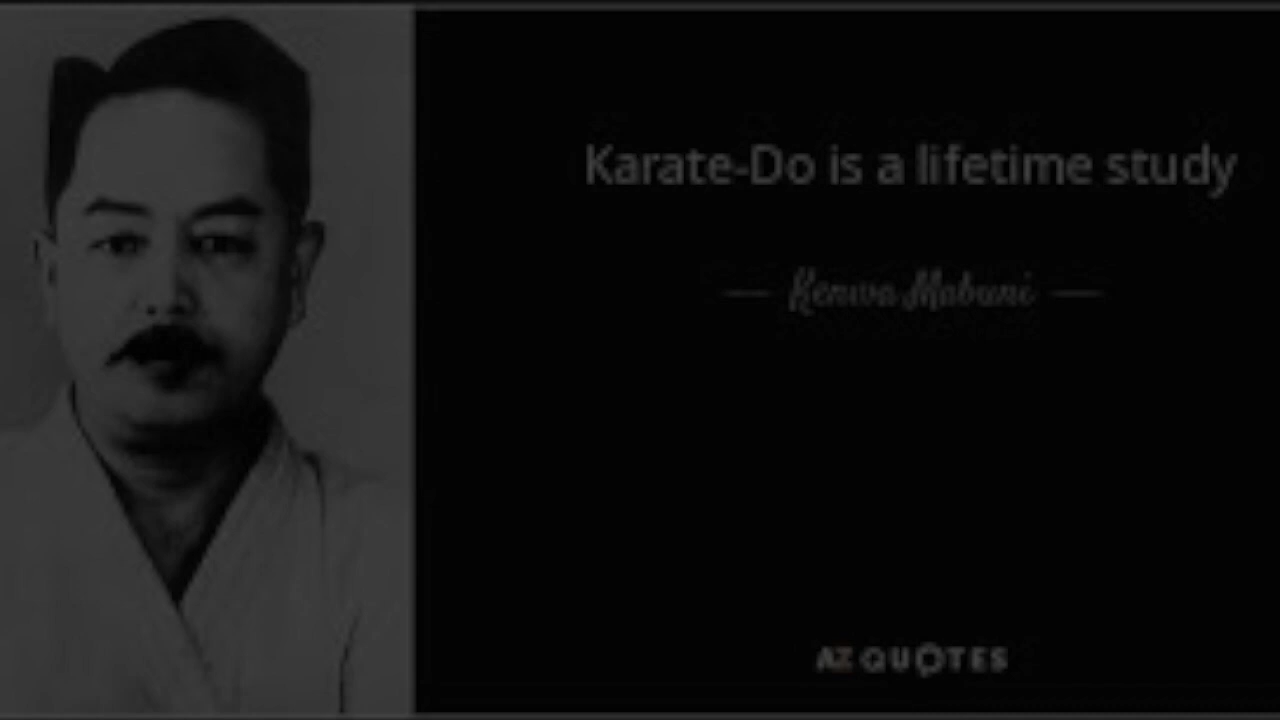 Karate-Do is a lifetime study
— Kenwa Mabuni —
AZ QUOTES